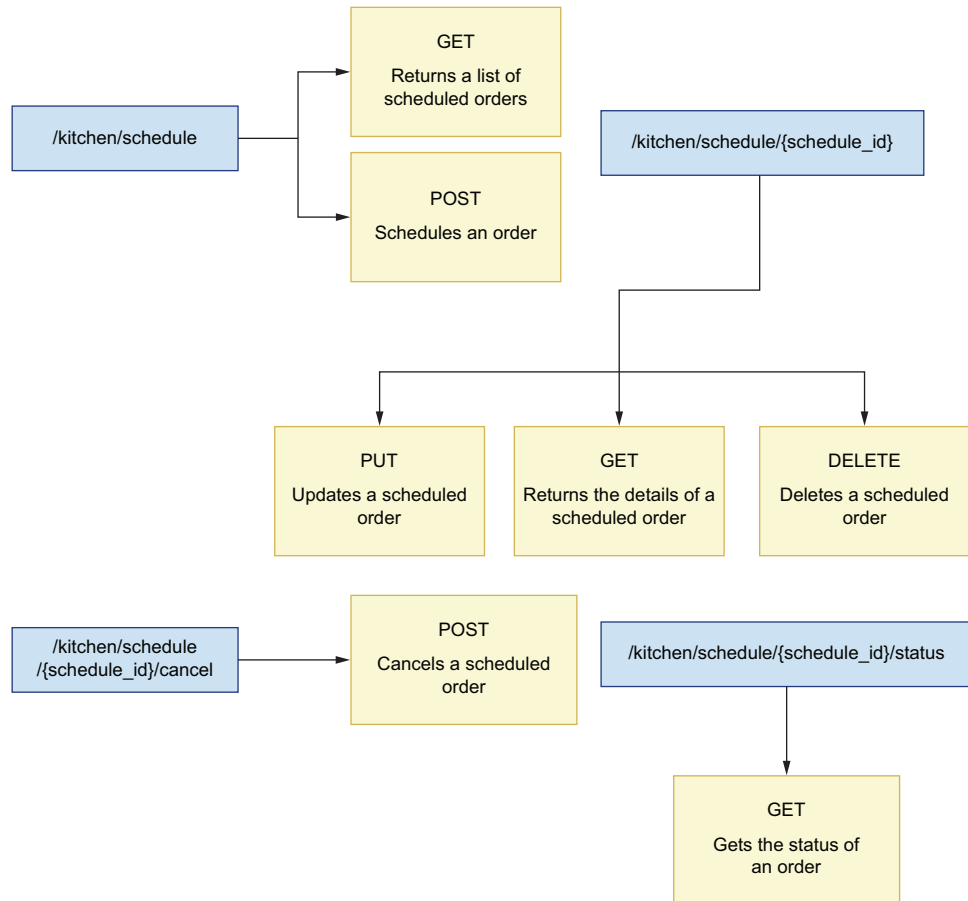 GET
Returns a list of
scheduled orders
/kitchen/schedule
POST
Schedules an order
/kitchen/schedule/{schedule_id}
PUT
Updates a scheduled
order
GET
Returns the details of a
scheduled order
DELETE
Deletes a scheduled
order
/kitchen/schedule
/{schedule_id}/cancel
POST
Cancels a scheduled
order
/kitchen/schedule/{schedule_id}/status
GET
Gets the status of
an order